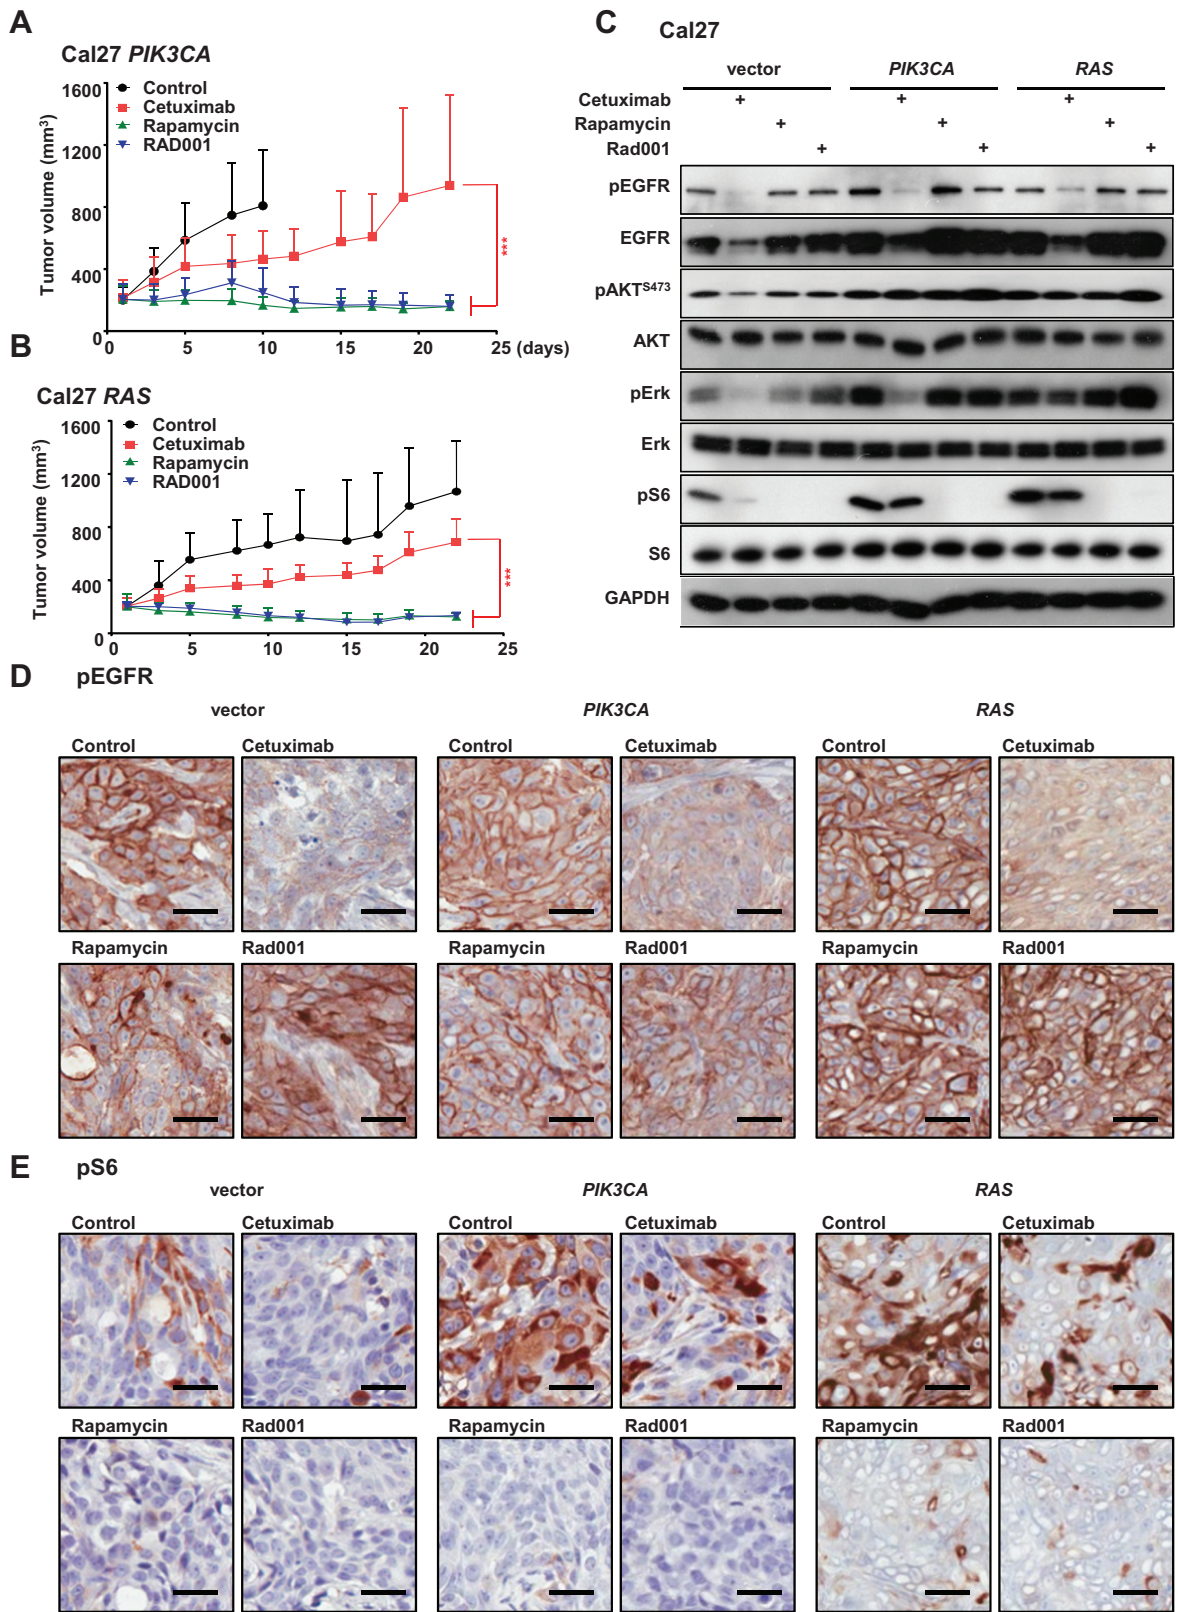 A
Cal27 PIK3CA
Control
Cetuximab
Rapamycin
RAD001
Tumor volume (mm³)
1600
1200
800
400
0
0 5 10 15 20 25 (days)
***
B
Cal27 RAS
Control
Cetuximab
Rapamycin
RAD001
Tumor volume (mm³)
1600
1200
800
400
0
0 5 10 15 20 25
***
C
Cal27
vector PIK3CA RAS
Cetuximab + + +
Rapamycin + + +
Rad001 + + +
pEGFR
EGFR
pAKTS473
AKT
pErk
Erk
pS6
S6
GAPDH
D pEGFR
vector PIK3CA RAS
Control Cetuximab Control Cetuximab Control Cetuximab
Rapamycin Rad001 Rapamycin Rad001 Rapamycin Rad001
E pS6
vector PIK3CA RAS
Control Cetuximab Control Cetuximab Control Cetuximab
Rapamycin Rad001 Rapamycin Rad001 Rapamycin Rad001